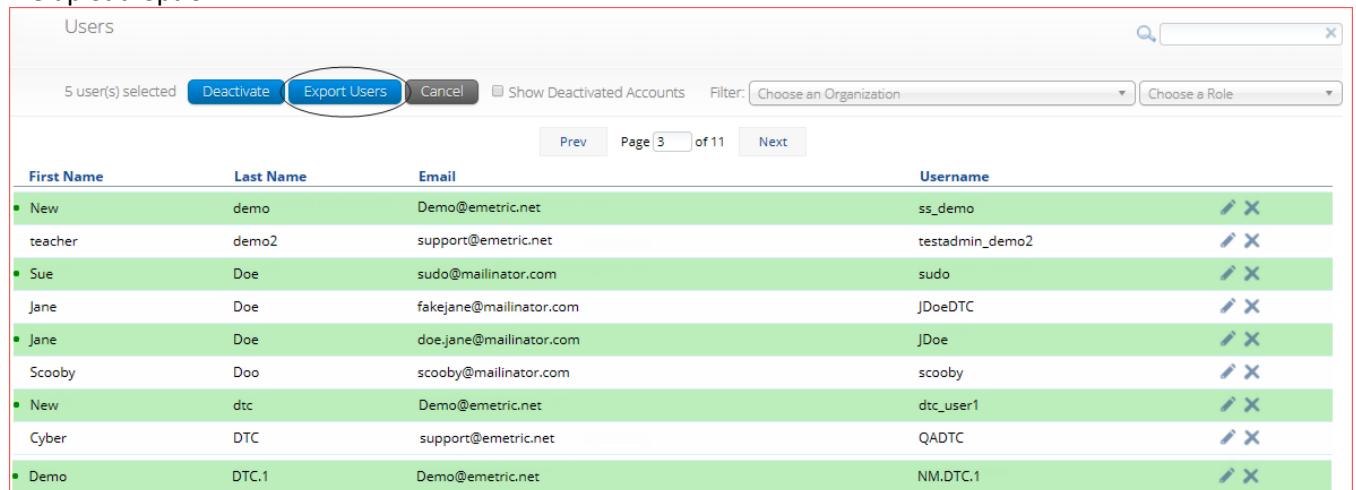 Users
5 user(s) selected Deactivate Export Users Cancel Show Deactivated Accounts Filter: Choose an Organization Choose a Role
Prev Page 3 of 11 Next
First Name Last Name Email Username
New demo Demo@emetric.net ss_demo
teacher demo2 support@emetric.net testadmin_demo2
Sue Doe sudo@mailinator.com sudo
Jane Doe fakejane@mailinator.com JDoeDTC
Jane Doe doe.jane@mailinator.com JDoe
Scooby Doo scooby@mailinator.com scooby
New dtc Demo@emetric.net dtc_user1
Cyber DTC support@emetric.net QADTC
Demo DTC.1 Demo@emetric.net NM.DTC.1